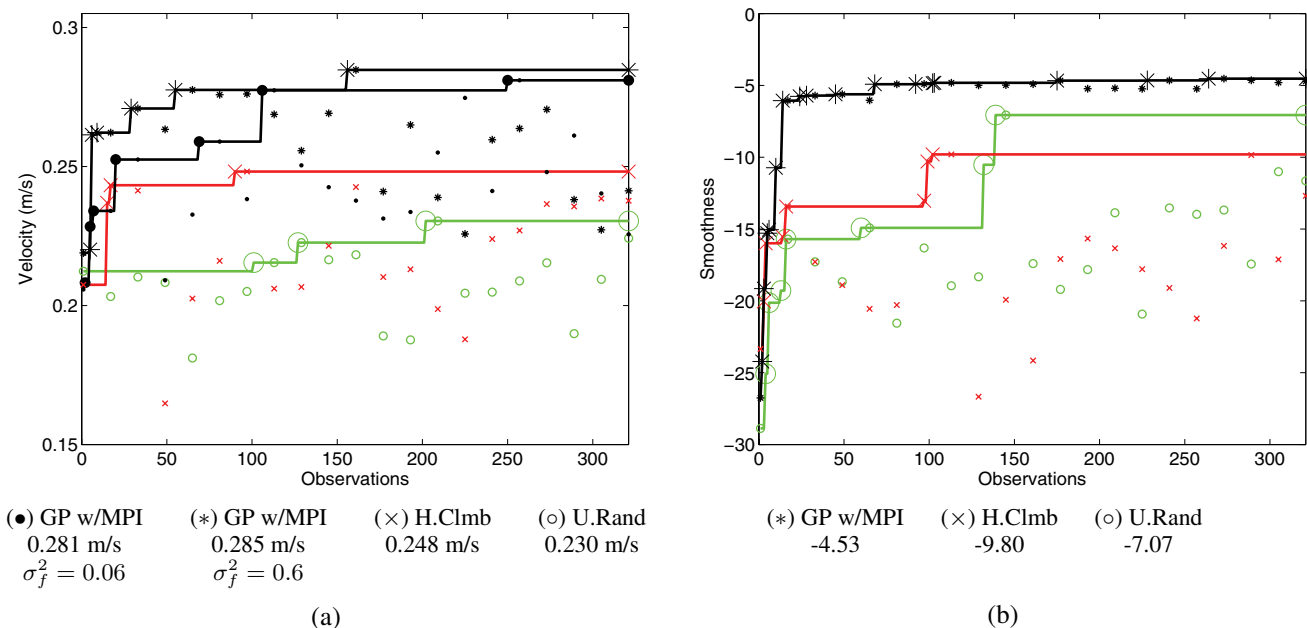 0.3
0.25
0.2
0.15
Velocity (m/s)
0 50 100 150 200 250 300
Observations
(●) GP w/MPI (∗) GP w/MPI (×) H.Clmb (○) U.Rand
0.281 m/s 0.285 m/s 0.248 m/s 0.230 m/s
σ_f^2 = 0.06 σ_f^2 = 0.6
(a)
0
−5
−10
−15
−20
−25
−30
Smoothness
0 50 100 150 200 250 300
Observations
(∗) GP w/MPI (×) H.Clmb (○) U.Rand
-4.53 -9.80 -7.07
(b)